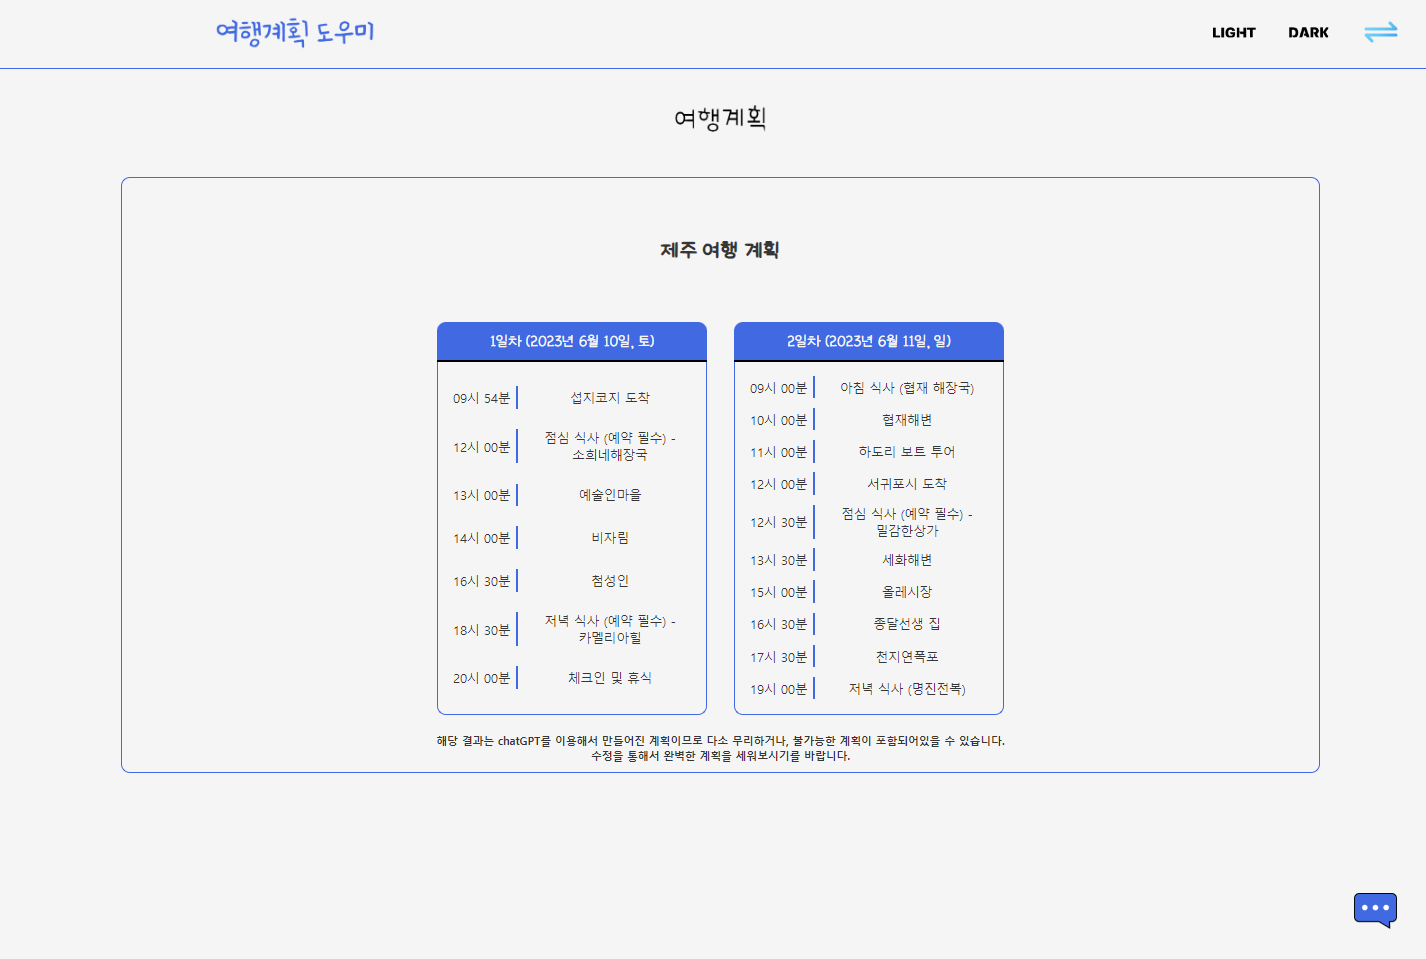 여행계획 도우미
LIGHT
DARK
여행계획
제주 여행 계획
1일차 (2023년 6월 10일, 토)
09시 54분 섭지코지 도착
12시 00분 점심 식사 (예약 필수) -
소희네해장국
13시 00분 예술인마을
14시 00분 비자림
16시 30분 첨성인
18시 30분 저녁 식사 (예약 필수) -
카멜리아힐
20시 00분 체크인 및 휴식
2일차 (2023년 6월 11일, 일)
09시 00분 아침 식사 (협재 해장국)
10시 00분 협재해변
11시 00분 하도리 보트 투어
12시 00분 서귀포시 도착
12시 30분 점심 식사 (예약 필수) -
밀감한상가
13시 30분 세화해변
15시 00분 올레시장
16시 30분 종달선생 집
17시 30분 천지연폭포
19시 00분 저녁 식사 (명진전복)
해당 결과는 chatGPT를 이용해서 만들어진 계획이므로 다소 무리하거나, 불가능한 계획이 포함되어있을 수 있습니다.
수정을 통해서 완벽한 계획을 세워보시기를 바랍니다.